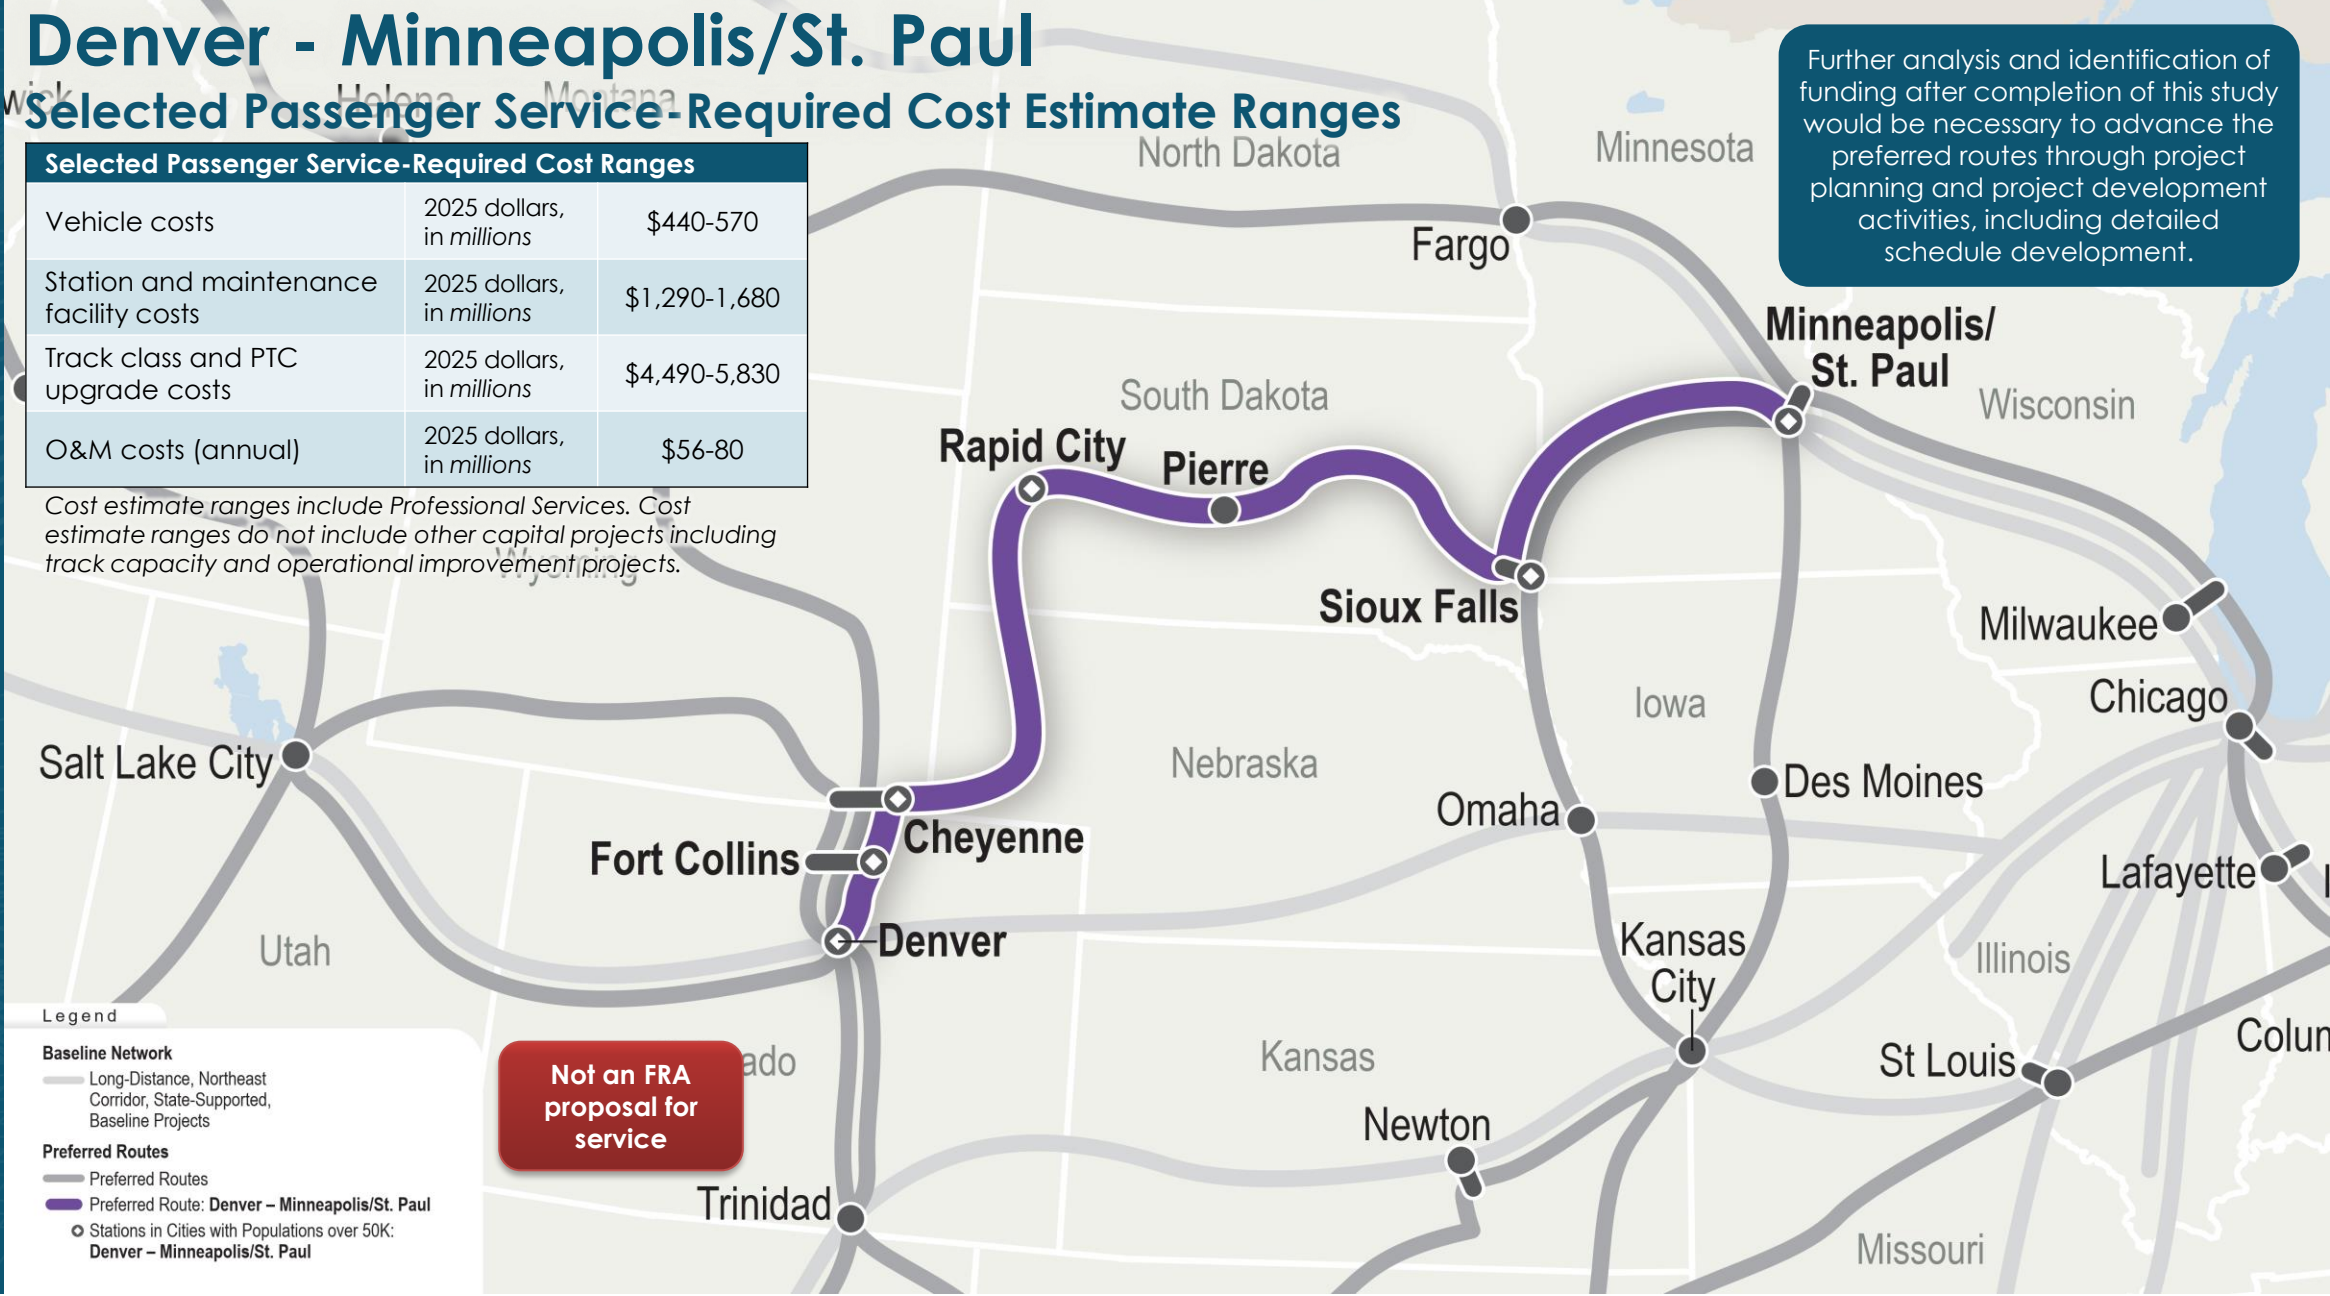 Denver - Minneapolis/St. Paul
Selected Passenger Service-Required Cost Estimate Ranges
Further analysis and identification of
funding after completion of this study
would be necessary to advance the
preferred routes through project
planning and project development
activities, including detailed
schedule development.
Selected Passenger Service-Required Cost Ranges
Vehicle costs
2025 dollars,
in millions
$440-570
Station and maintenance
facility costs
2025 dollars,
in millions
$1,290-1,680
Track class and PTC
upgrade costs
2025 dollars,
in millions
$4,490-5,830
O&M costs (annual)
2025 dollars,
in millions
$56-80
Cost estimate ranges include Professional Services. Cost
estimate ranges do not include other capital projects including
track capacity and operational improvement projects.
Helena
Montana
North Dakota
Minnesota
Fargo
Minneapolis/
St. Paul
South Dakota
Wisconsin
Rapid City
Pierre
Wyoming
Sioux Falls
Milwaukee
Chicago
Iowa
Salt Lake City
Nebraska
Des Moines
Omaha
Cheyenne
Fort Collins
Lafayette
Denver
Utah
Kansas
City
Illinois
Kansas
St Louis
Colum
ado
Newton
Trinidad
Missouri
Not an FRA
proposal for
service
Legend
Baseline Network
Long-Distance, Northeast
Corridor, State-Supported,
Baseline Projects
Preferred Routes
Preferred Routes
Preferred Route: Denver – Minneapolis/St. Paul
Stations in Cities with Populations over 50K:
Denver – Minneapolis/St. Paul